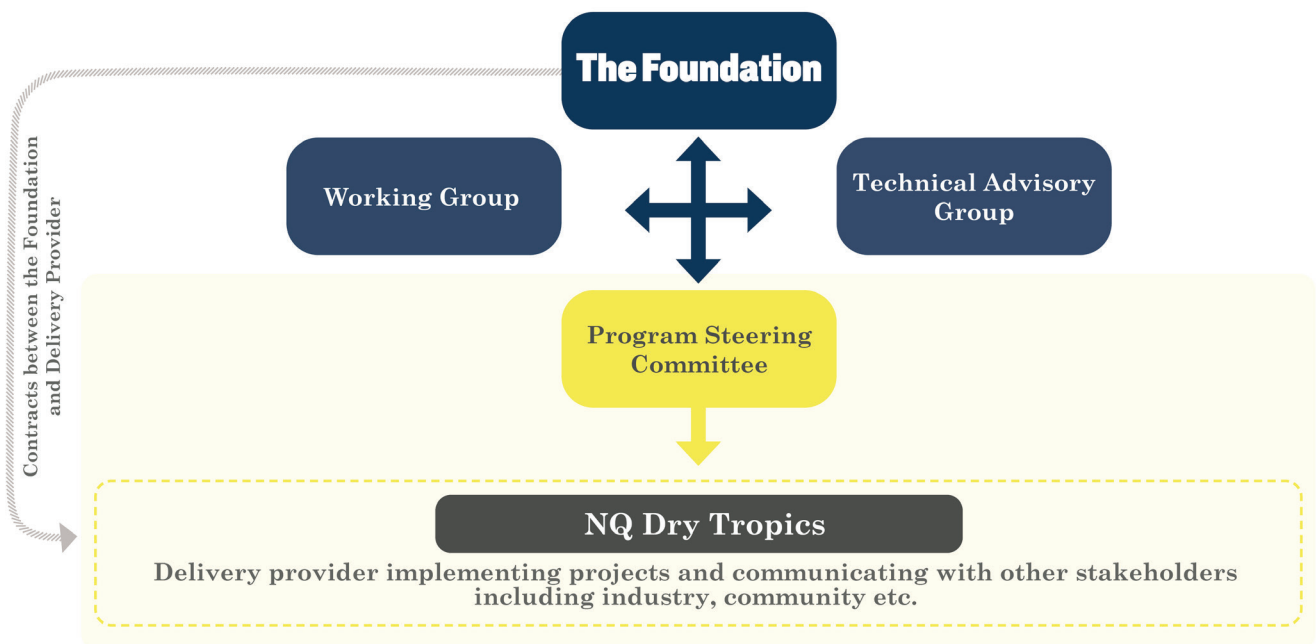 The Foundation
Working Group
Technical Advisory
Group
Contracts between the Foundation
and Delivery Provider
Program Steering
Committee
NQ Dry Tropics
Delivery provider implementing projects and communicating with other stakeholders
including industry, community etc.